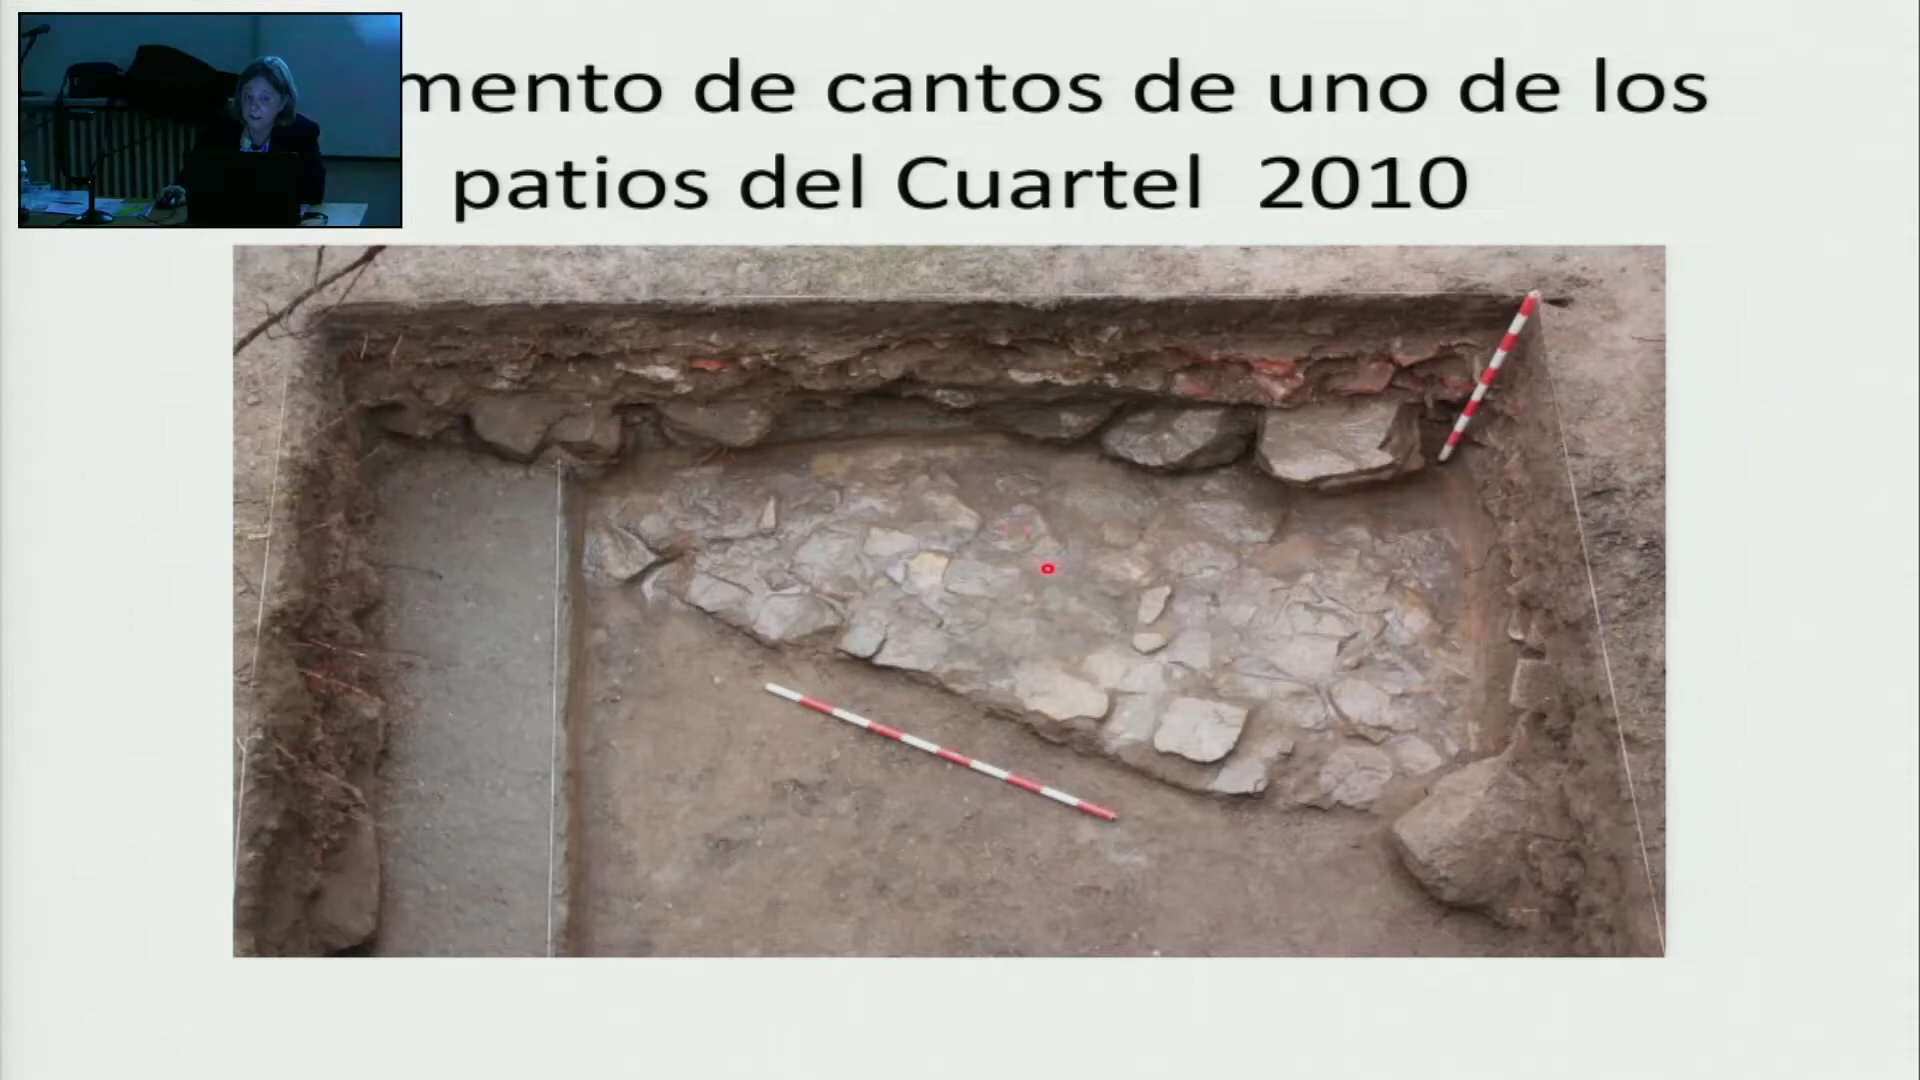 mento de cantos de uno de los
patios del Cuartel 2010